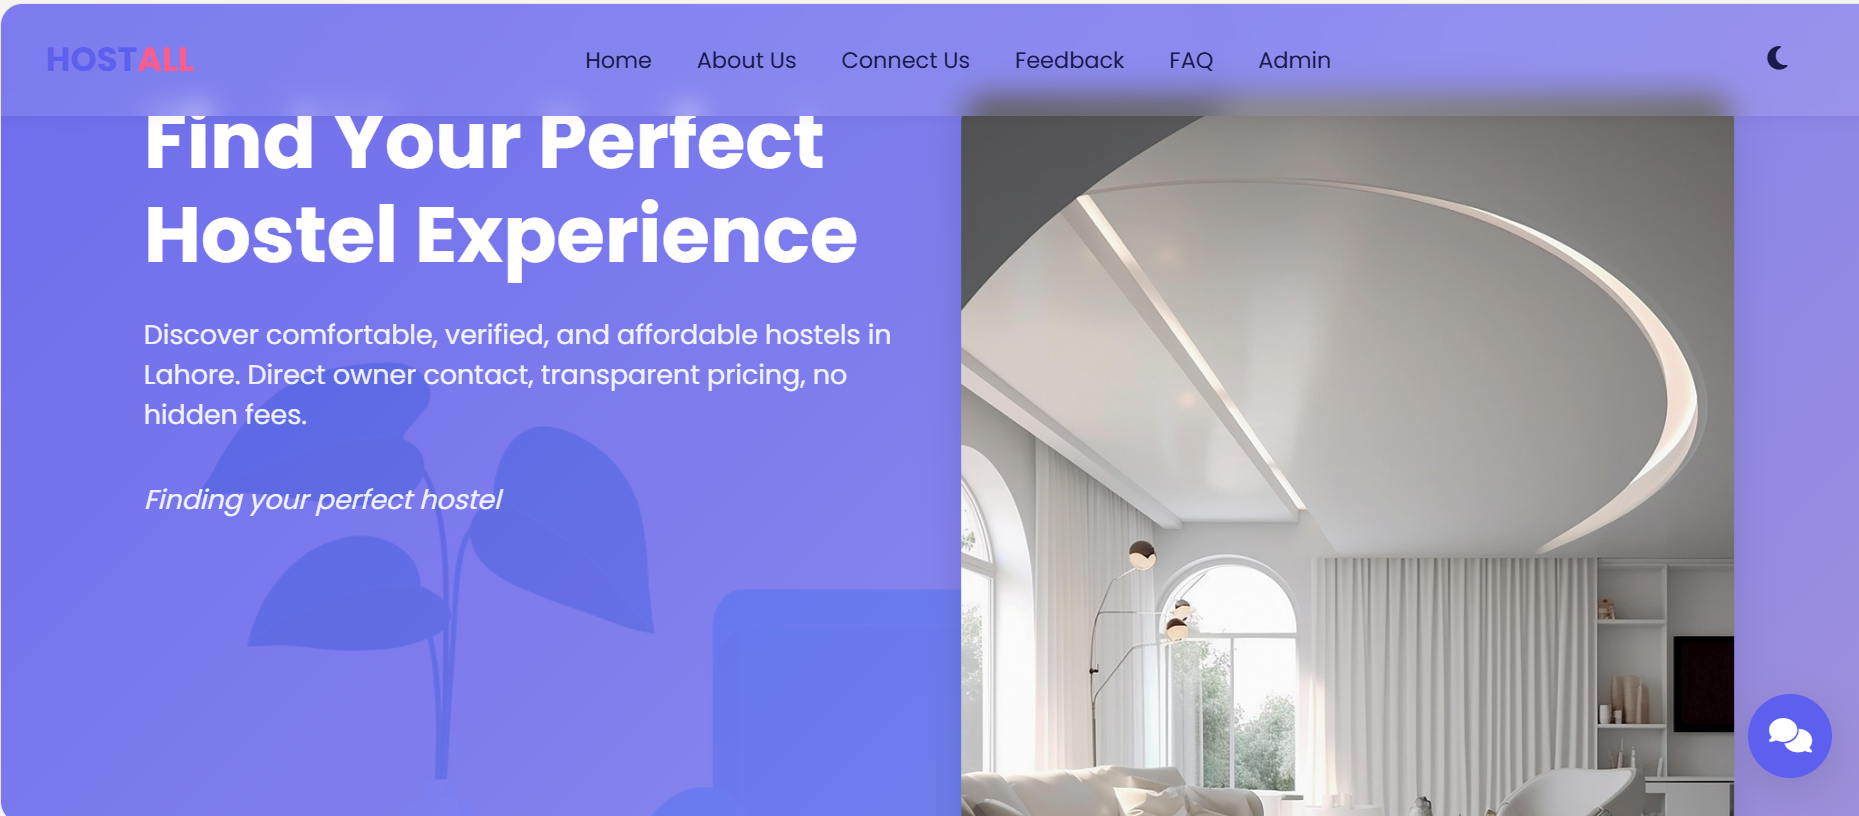 HOSTALL
Home
About Us
Connect Us
Feedback
FAQ
Admin
Find Your Perfect
Hostel Experience
Discover comfortable, verified, and affordable hostels in
Lahore. Direct owner contact, transparent pricing, no
hidden fees.
Finding your perfect hostel